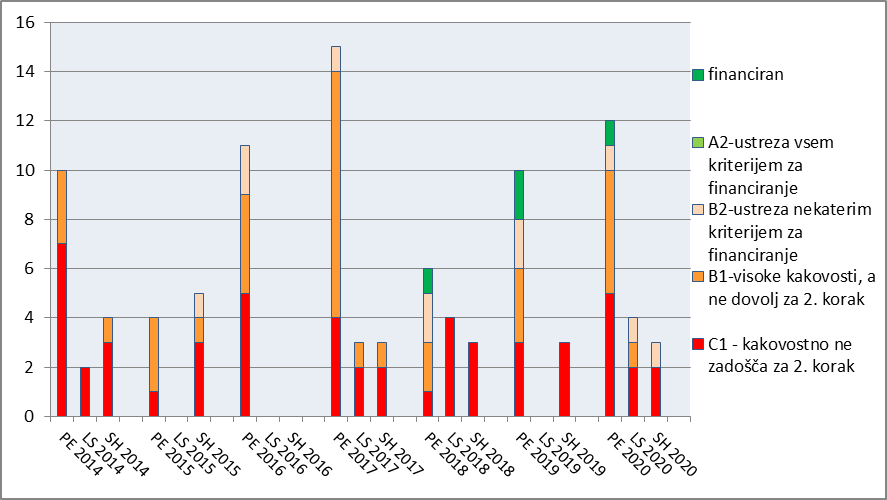 16
14
12
10
8
6
4
2
0
PE 2014
LS 2014
SH 2014
PE 2015
LS 2015
SH 2015
PE 2016
LS 2016
SH 2016
PE 2017
LS 2017
SH 2017
PE 2018
LS 2018
SH 2018
PE 2019
LS 2019
SH 2019
PE 2020
LS 2020
SH 2020
financiran
A2-ustreza vsem
kriterijem za
financiranje
B2-ustreza nekaterim
kriterijem za
financiranje
B1-visoke kakovosti, a
ne dovolj za 2. korak
C1 - kakovostno ne
zadošča za 2. korak